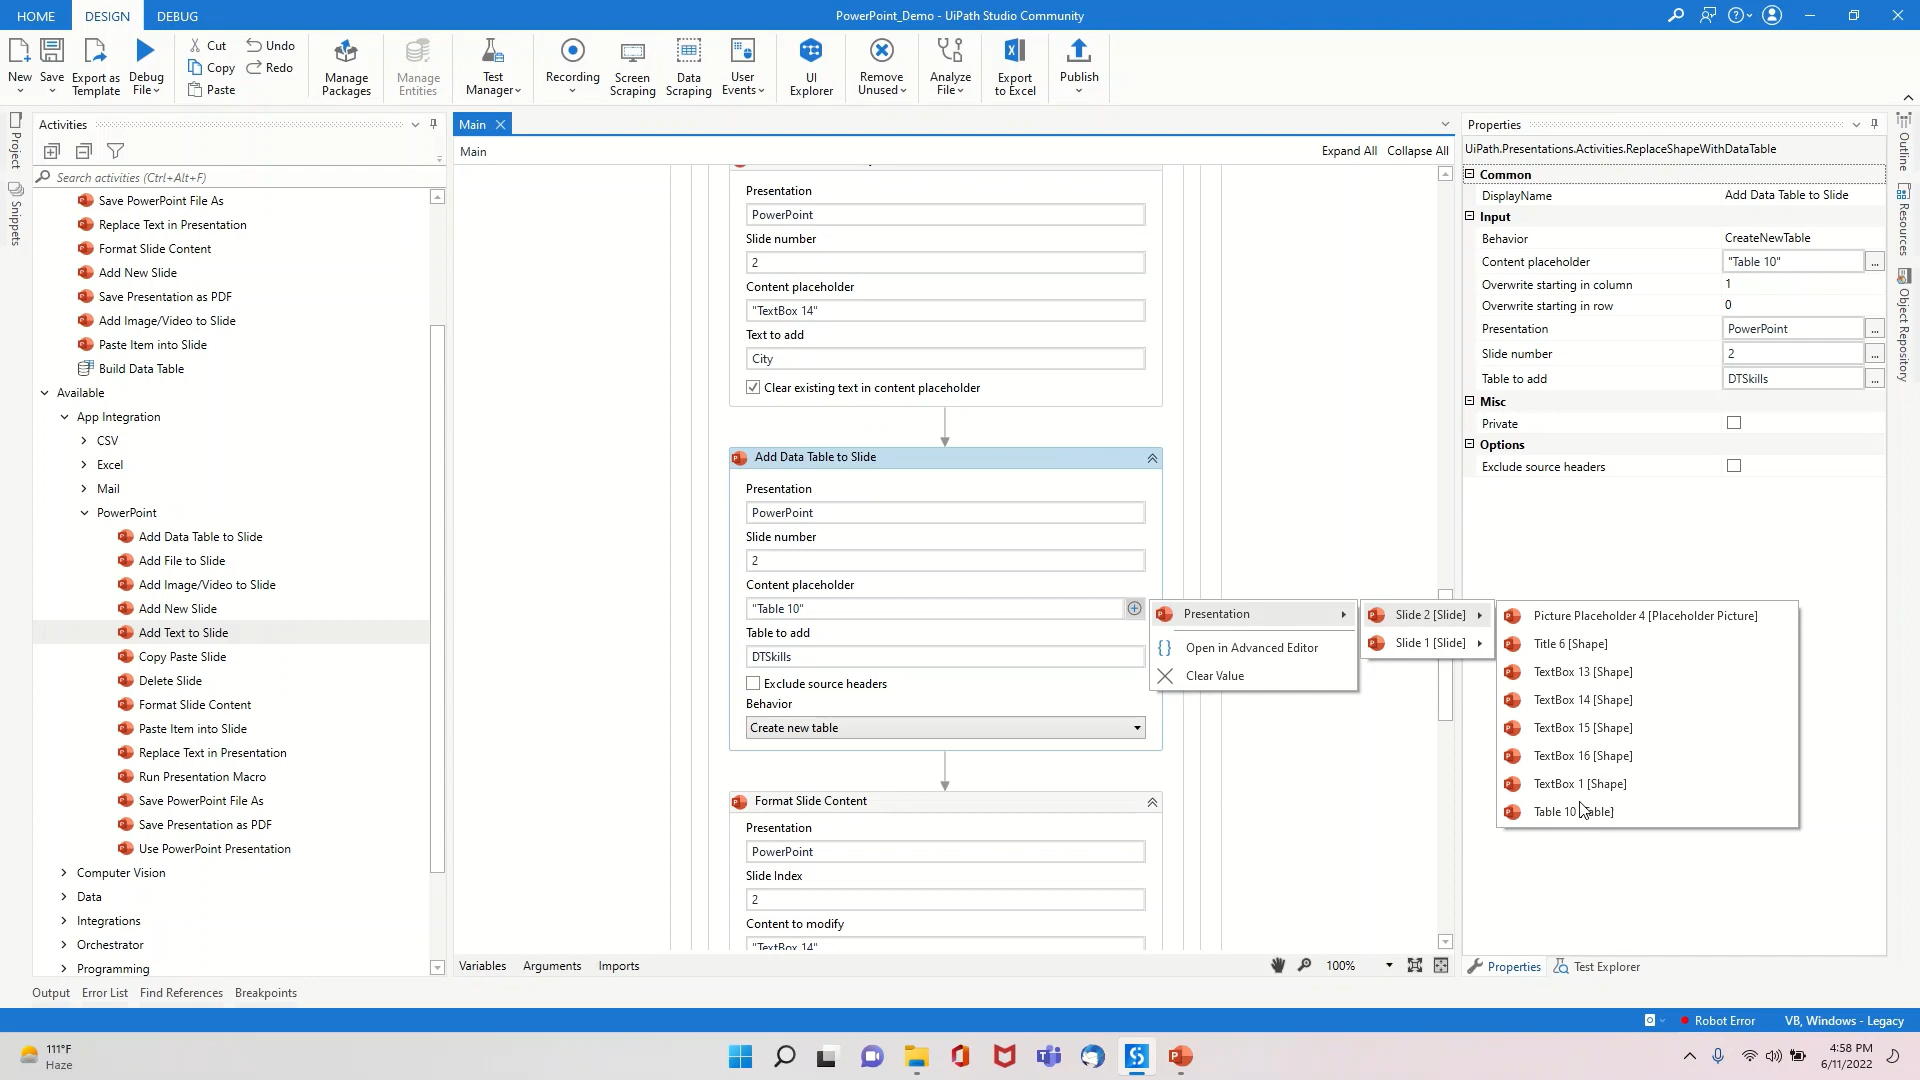 HOME DESIGN DEBUG
PowerPoint_Demo - UiPath Studio Community
New
Save
Export as Template
Debug File
Cut
Copy
Paste
Undo
Redo
Manage Packages
Manage Entities
Test Manager
Recording
Screen Scraping
Data Scraping
User Events
UI Explorer
Remove Unused
Analyze File
Export to Excel
Publish
Project
Snippets
Activities
Search activities (Ctrl+Alt+F)
Save PowerPoint File As
Replace Text in Presentation
Format Slide Content
Add New Slide
Save Presentation as PDF
Add Image/Video to Slide
Paste Item into Slide
Build Data Table
Available
App Integration
CSV
Excel
Mail
PowerPoint
Add Data Table to Slide
Add File to Slide
Add Image/Video to Slide
Add New Slide
Add Text to Slide
Copy Paste Slide
Delete Slide
Format Slide Content
Paste Item into Slide
Replace Text in Presentation
Run Presentation Macro
Save PowerPoint File As
Save Presentation as PDF
Use PowerPoint Presentation
Computer Vision
Data
Integrations
Orchestrator
Programming
Main
Main
Expand All Collapse All
Presentation
PowerPoint
Slide number
2
Content placeholder
"TextBox 14"
Text to add
City
Clear existing text in content placeholder
Add Data Table to Slide
Presentation
PowerPoint
Slide number
2
Content placeholder
"Table 10"
Table to add
DTSkills
Exclude source headers
Behavior
Create new table
Format Slide Content
Presentation
PowerPoint
Slide Index
2
Content to modify
"TextBox 14"
Presentation
Open in Advanced Editor
Clear Value
Slide 2 [Slide]
Slide 1 [Slide]
Picture Placeholder 4 [Placeholder Picture]
Title 6 [Shape]
TextBox 13 [Shape]
TextBox 14 [Shape]
TextBox 15 [Shape]
TextBox 16 [Shape]
TextBox 1 [Shape]
Table 10
Variables Arguments Imports
100%
Properties
UiPath.Presentations.Activities.ReplaceShapeWithDataTable
Common
DisplayName Add Data Table to Slide
Input
Behavior CreateNewTable
Content placeholder "Table 10" ...
Overwrite starting in column 1
Overwrite starting in row 0
Presentation PowerPoint ...
Slide number 2 ...
Table to add DTSkills ...
Misc
Private
Options
Exclude source headers
Properties Test Explorer
Outline
Resources
Object Repository
Output Error List Find References Breakpoints
Robot Error VB, Windows - Legacy
111°F
Haze
4:58 PM
6/11/2022